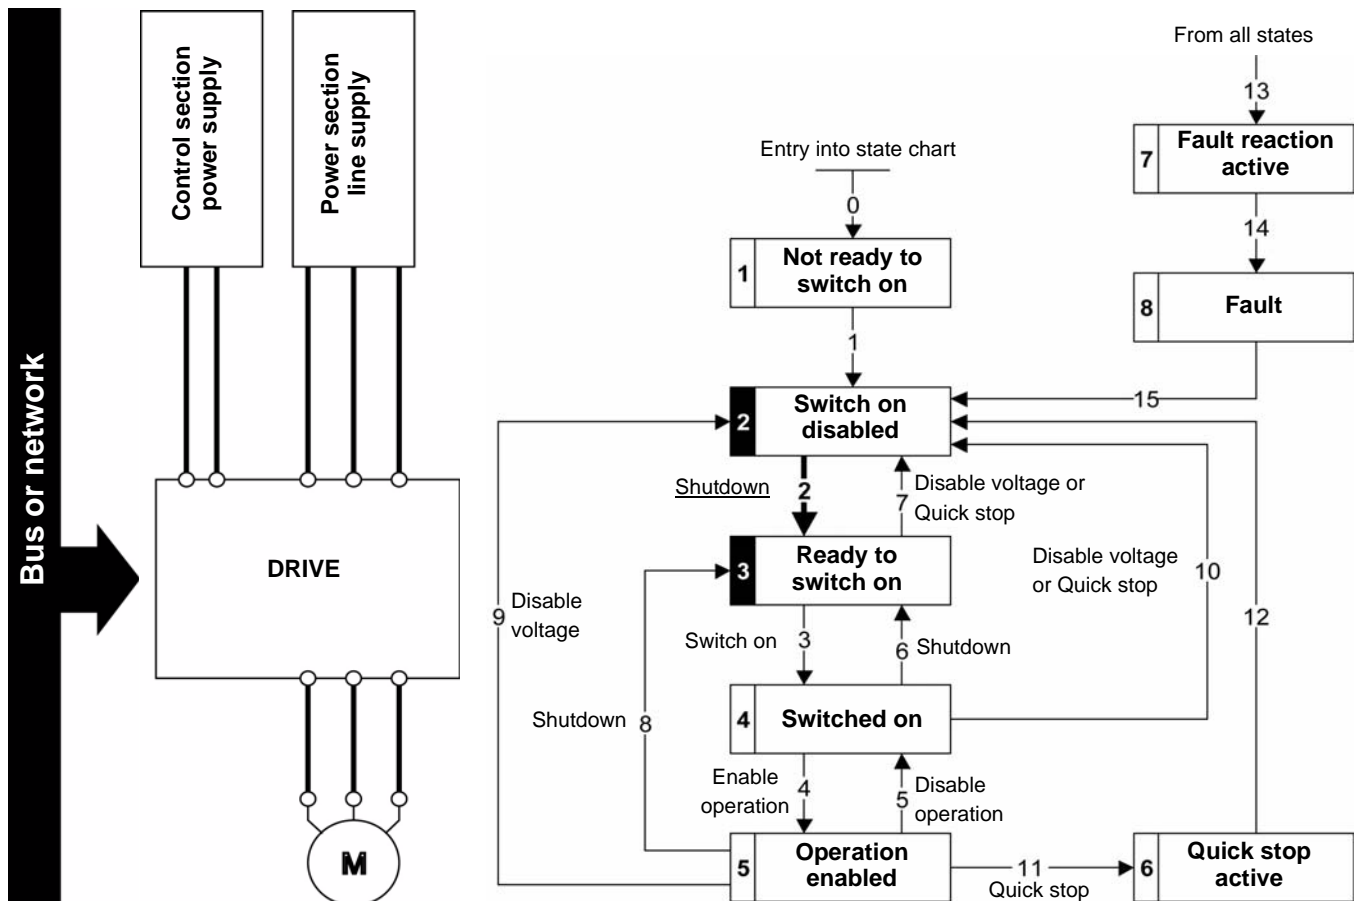 Bus or network
Control section
power supply
Power section
line supply
DRIVE
M
Entry into state chart
0
1
Not ready to
switch on
1
2
Switch on
disabled
Shutdown
2
7
Disable voltage or
Quick stop
3
Ready to
switch on
Switch on
3
6
Shutdown
4
Switched on
Enable
operation
4
5
Disable
operation
5
Operation
enabled
9
Disable
voltage
Shutdown
8
Disable voltage
or Quick stop
10
12
11
Quick stop
6
Quick stop
active
From all states
13
7
Fault reaction
active
14
8
Fault
15